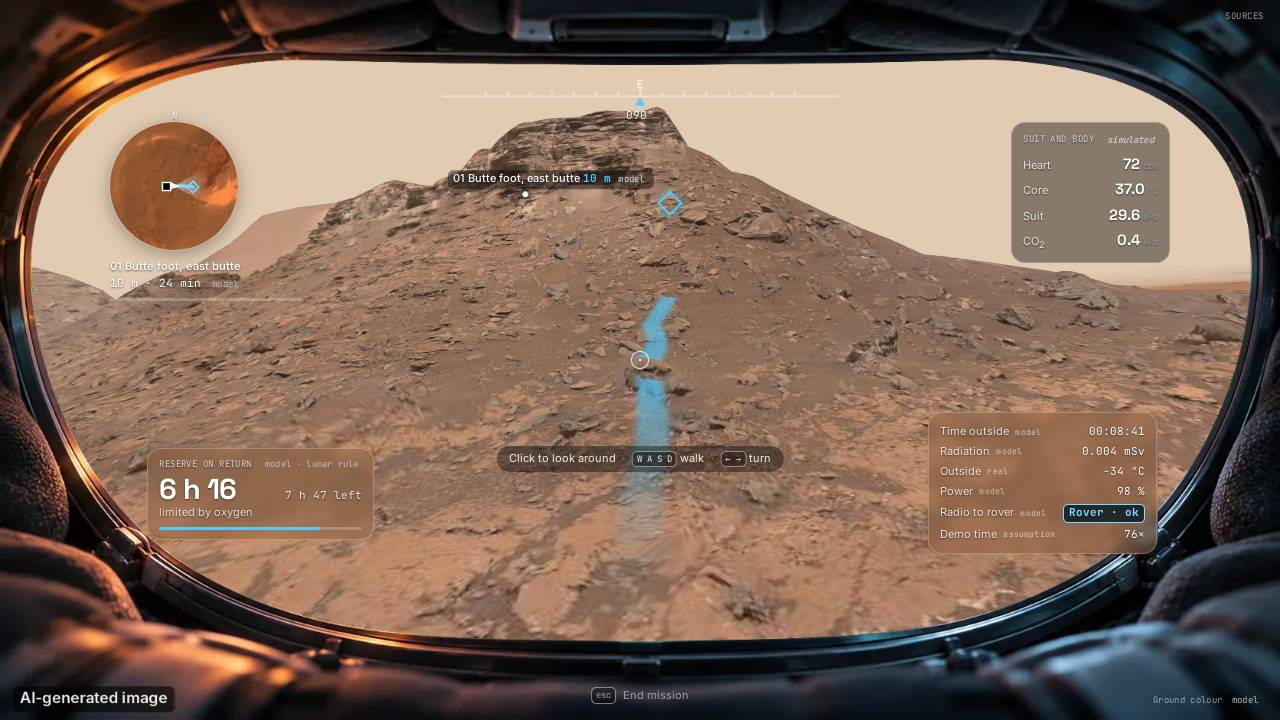 SOURCES
E
090°
N
01 Butte foot, east butte 10 m model
01 Butte foot, east butte
10 m · 24 min model
SUIT AND BODY simulated
Heart 72 bpm
Core 37.0 °C
Suit 29.6 kPa
CO2 0.4 kPa
Click to look around · W A S D walk · ← → turn
RESERVE ON RETURN model · lunar rule
6 h 16 7 h 47 left
limited by oxygen
Time outside model 00:08:41
Radiation model 0.004 mSv
Outside real -34 °C
Power model 98 %
Radio to rover model Rover · ok
Demo time assumption 76×
AI-generated image
esc End mission
Ground colour model